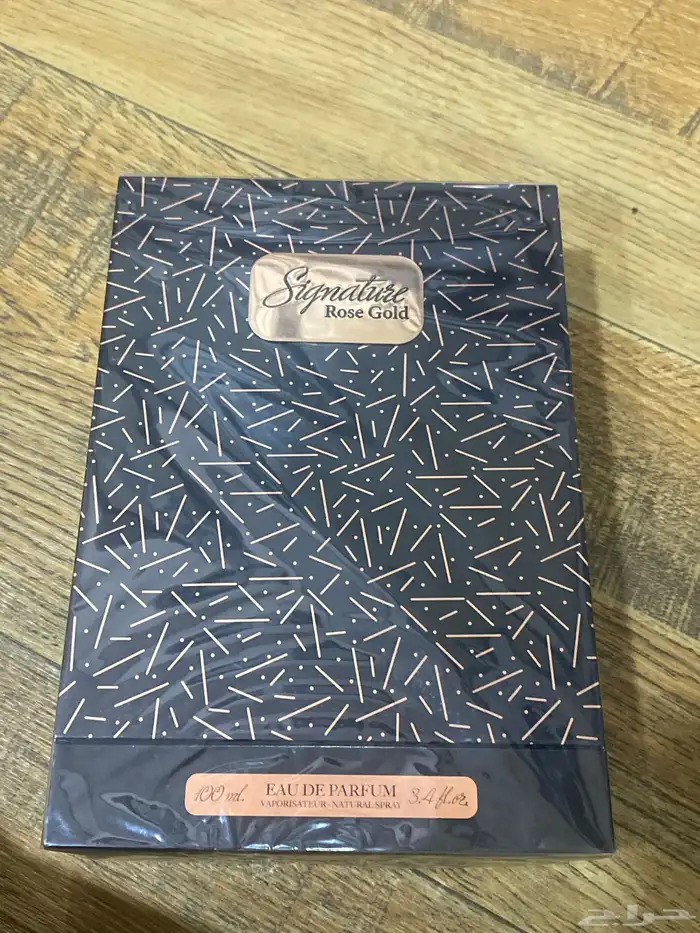 Signature
Rose Gold
100 ml. EAU DE PARFUM 3.4 fl.oz.
VAPORISATEUR-NATURAL SPRAY
حراج